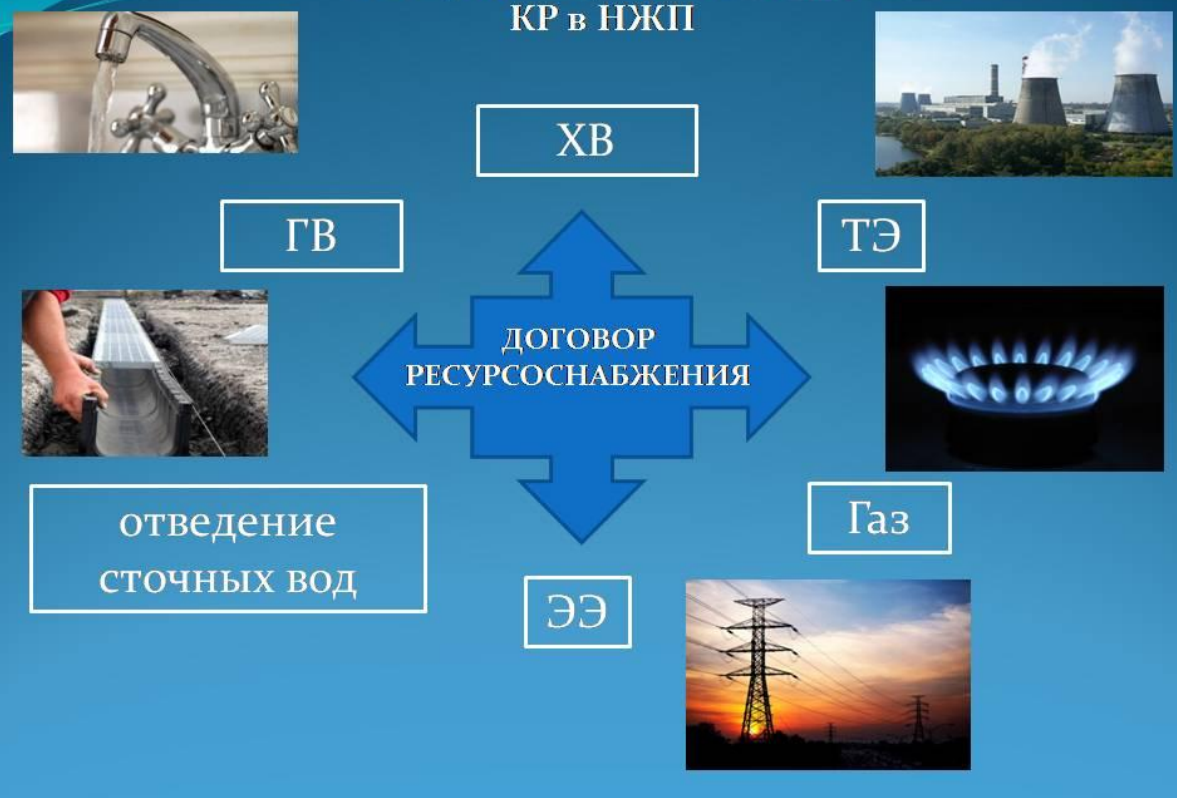 КР в НЖП
ХВ
ГВ
ТЭ
ДОГОВОР
РЕСУРСОСНАБЖЕНИЯ
отведение
сточных вод
Газ
ЭЭ